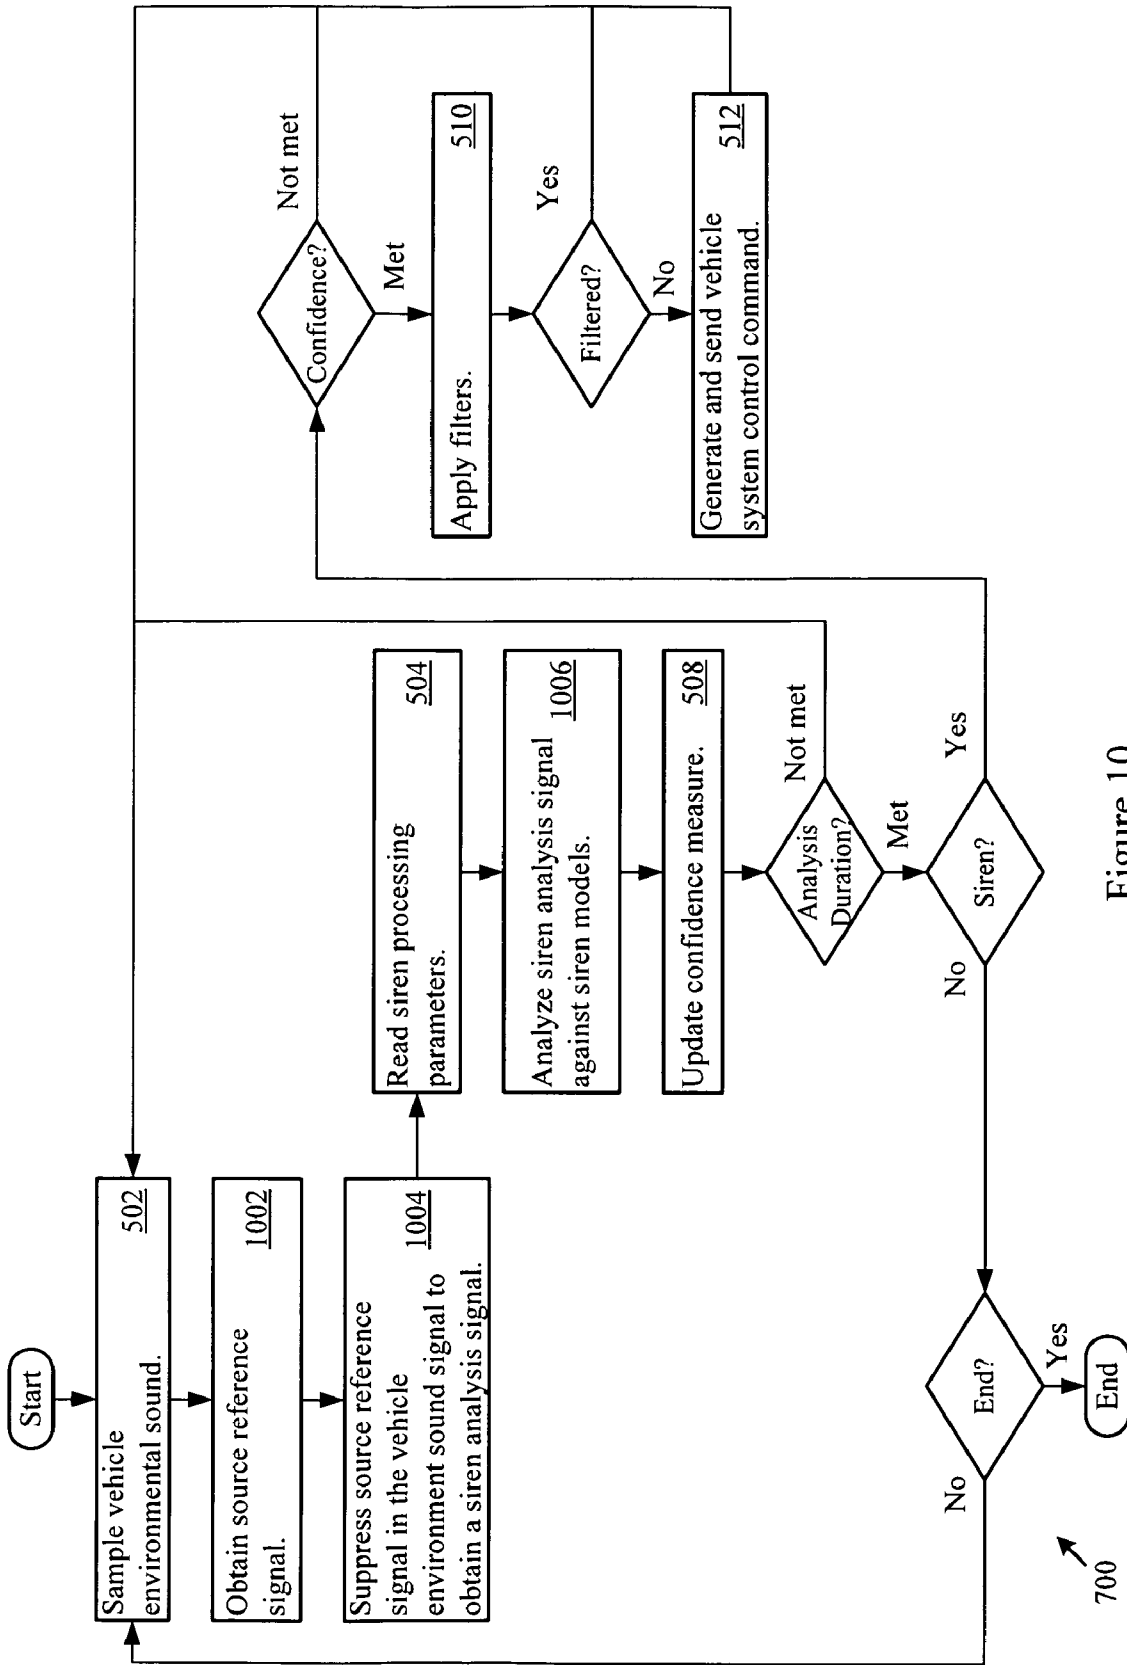 Start
Sample vehicle
environmental sound.
502
Obtain source reference
signal.
1002
Suppress source reference
signal in the vehicle
environment sound signal to
obtain a siren analysis signal.
1004
Read siren processing
parameters.
504
Analyze siren analysis signal
against siren models.
1006
Update confidence measure.
508
Analysis
Duration?
Not met
Met
Siren?
No
Yes
End?
No
Yes
End
Confidence?
Not met
Met
Apply filters.
510
Filtered?
Yes
No
Generate and send vehicle
system control command.
512
700
Figure 10